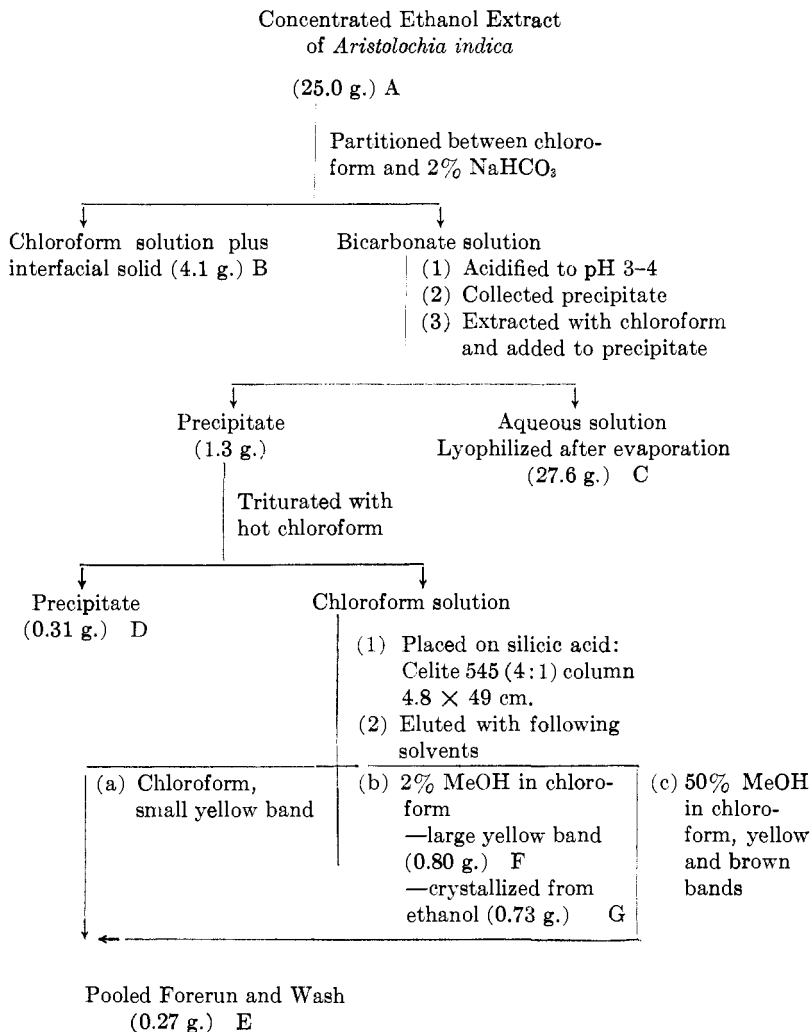 Concentrated Ethanol Extract
of Aristolochia indica
(25.0 g.) A
Partitioned between chloro-
form and 2% NaHCO₃
Chloroform solution plus
interfacial solid (4.1 g.) B
Bicarbonate solution
(1) Acidified to pH 3–4
(2) Collected precipitate
(3) Extracted with chloroform
and added to precipitate
Precipitate
(1.3 g.)
Aqueous solution
Lyophilized after evaporation
(27.6 g.) C
Triturated with
hot chloroform
Precipitate
(0.31 g.) D
Chloroform solution
(1) Placed on silicic acid:
Celite 545 (4:1) column
4.8 × 49 cm.
(2) Eluted with following
solvents
(a) Chloroform,
small yellow band
(b) 2% MeOH in chloro-
form
—large yellow band
(0.80 g.) F
—crystallized from
ethanol (0.73 g.) G
(c) 50% MeOH
in chloro-
form, yellow
and brown
bands
Pooled Forerun and Wash
(0.27 g.) E